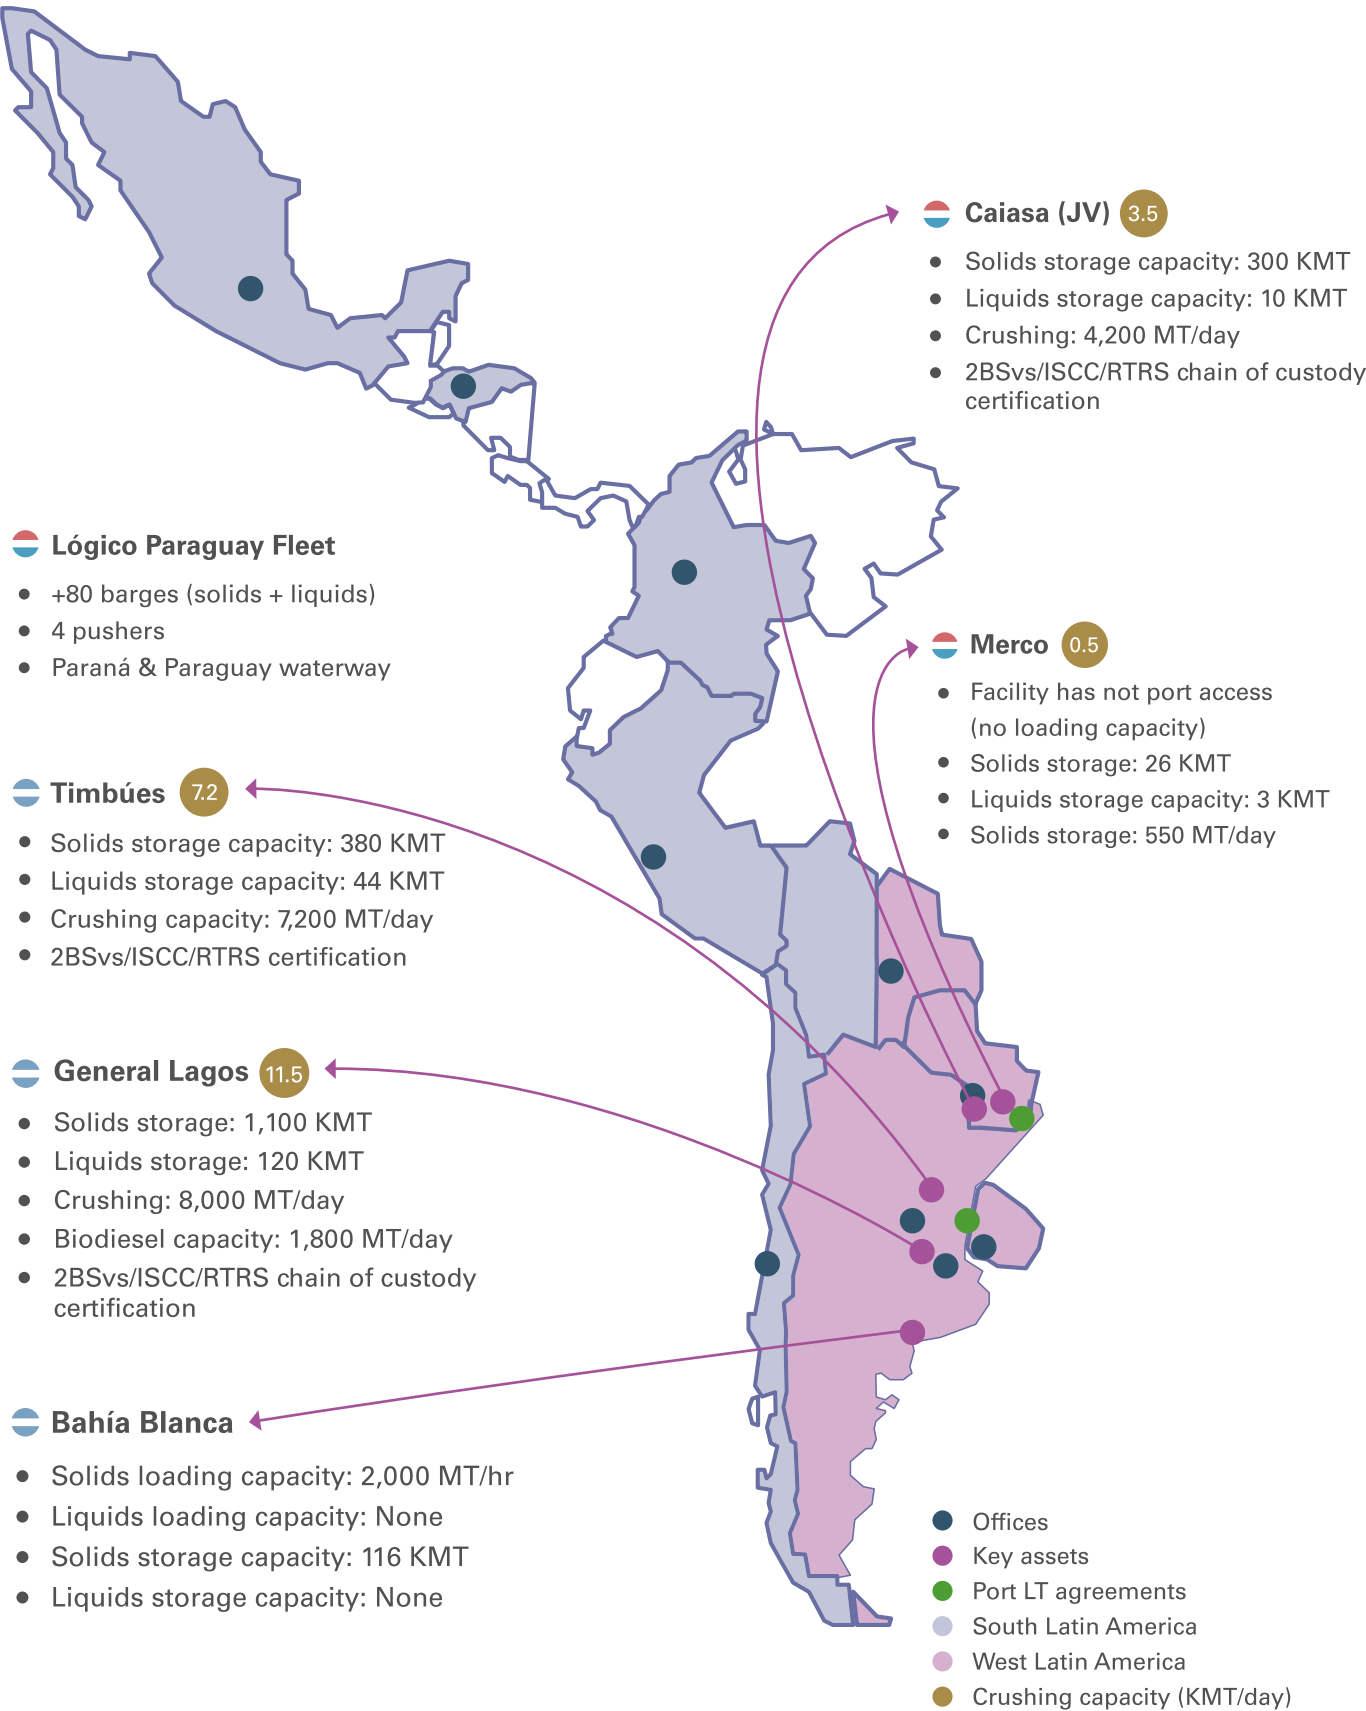 Caiasa (JV) 3.5
Solids storage capacity: 300 KMT
Liquids storage capacity: 10 KMT
Crushing: 4,200 MT/day
2BSvs/ISCC/RTRS chain of custody
certification
Lógico Paraguay Fleet
+80 barges (solids + liquids)
4 pushers
Paraná & Paraguay waterway
Merco 0.5
Facility has not port access
(no loading capacity)
Solids storage: 26 KMT
Liquids storage capacity: 3 KMT
Solids storage: 550 MT/day
Timbúes 7.2
Solids storage capacity: 380 KMT
Liquids storage capacity: 44 KMT
Crushing capacity: 7,200 MT/day
2BSvs/ISCC/RTRS certification
General Lagos 11.5
Solids storage: 1,100 KMT
Liquids storage: 120 KMT
Crushing: 8,000 MT/day
Biodiesel capacity: 1,800 MT/day
2BSvs/ISCC/RTRS chain of custody
certification
Bahía Blanca
Solids loading capacity: 2,000 MT/hr
Liquids loading capacity: None
Solids storage capacity: 116 KMT
Liquids storage capacity: None
Offices
Key assets
Port LT agreements
South Latin America
West Latin America
Crushing capacity (KMT/day)